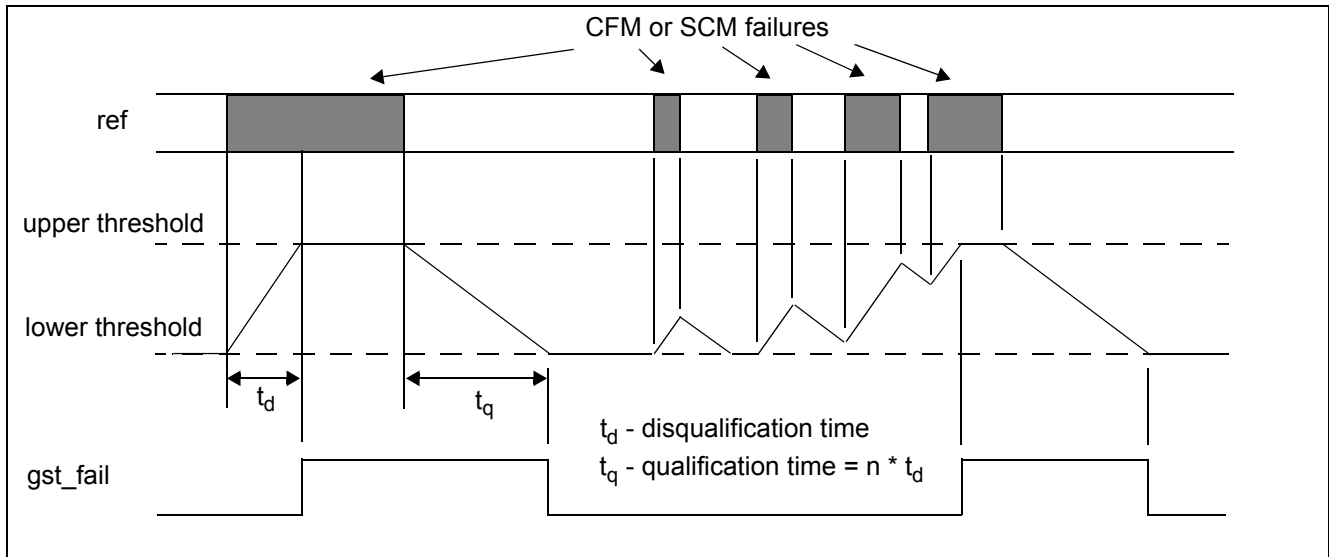 CFM or SCM failures
ref
upper threshold
lower threshold
td
tq
td - disqualification time
tq - qualification time = n * td
gst_fail